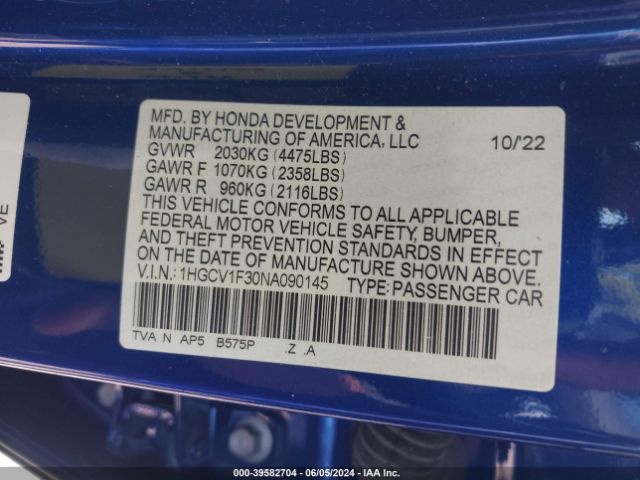 MFD. BY HONDA DEVELOPMENT &
MANUFACTURING OF AMERICA, LLC 10/'22
GVWR 2030KG (4475LBS)
GAWR F 1070KG (2358LBS)
GAWR R 960KG (2116LBS)
THIS VEHICLE CONFORMS TO ALL APPLICABLE
FEDERAL MOTOR VEHICLE SAFETY, BUMPER,
AND THEFT PREVENTION STANDARDS IN EFFECT
ON THE DATE OF MANUFACTURE SHOWN ABOVE.
V.I.N.: 1HGCV1F30NA090145 TYPE: PASSENGER CAR
TVA N AP5 B575P .Z .A
VE
000-39582704 - 06/05/2024 - IAA Inc.